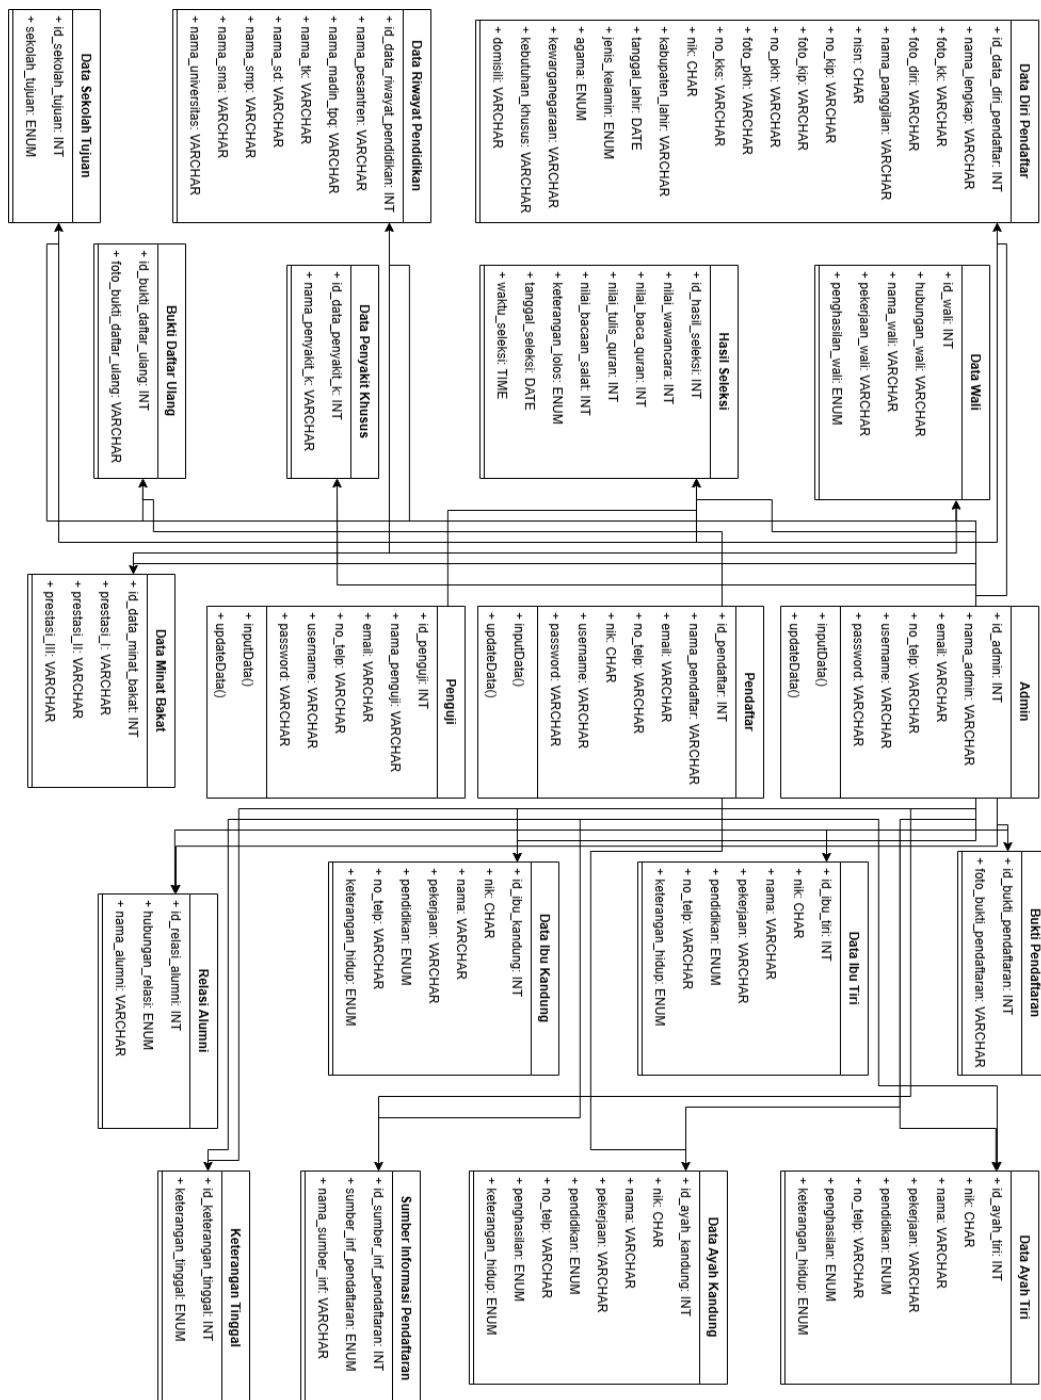 Data Diri Pendaftar
+ id_data_diri_pendaftar: INT
+ nama_lengkap: VARCHAR
+ foto_kk: VARCHAR
+ foto_diri: VARCHAR
+ nama_panggilan: VARCHAR
+ nisn: CHAR
+ no_kip: VARCHAR
+ foto_kip: VARCHAR
+ no_pkh: VARCHAR
+ foto_pkh: VARCHAR
+ no_kks: VARCHAR
+ nik: CHAR
+ kabupaten_lahir: VARCHAR
+ tanggal_lahir: DATE
+ jenis_kelamin: ENUM
+ agama: ENUM
+ kewarganegaraan: VARCHAR
+ kebutuhan_khusus: VARCHAR
+ domisili: VARCHAR
Data Riwayat Pendidikan
+ id_data_riwayat_pendidikan: INT
+ nama_pesantren: VARCHAR
+ nama_madin_tpq: VARCHAR
+ nama_tk: VARCHAR
+ nama_sd: VARCHAR
+ nama_smp: VARCHAR
+ nama_sma: VARCHAR
+ nama_universitas: VARCHAR
Data Sekolah Tujuan
+ id_sekolah_tujuan: INT
+ sekolah_tujuan: ENUM
Data Wali
+ id_wali: INT
+ hubungan_wali: VARCHAR
+ nama_wali: VARCHAR
+ pekerjaan_wali: VARCHAR
+ penghasilan_wali: ENUM
Hasil Seleksi
+ id_hasil_seleksi: INT
+ nilai_wawancara: INT
+ nilai_baca_quran: INT
+ nilai_tulis_quran: INT
+ nilai_bacaan_salat: INT
+ keterangan_lolos: ENUM
+ tanggal_seleksi: DATE
+ waktu_seleksi: TIME
Data Penyakit Khusus
+ id_data_penyakit_k: INT
+ nama_penyakit_k: VARCHAR
Bukti Daftar Ulang
+ id_bukti_daftar_ulang: INT
+ foto_bukti_daftar_ulang: VARCHAR
Admin
+ id_admin: INT
+ nama_admin: VARCHAR
+ email: VARCHAR
+ no_telp: VARCHAR
+ username: VARCHAR
+ password: VARCHAR
+ inputData()
+ updateData()
Pendaftar
+ id_pendaftar: INT
+ nama_pendaftar: VARCHAR
+ email: VARCHAR
+ no_telp: VARCHAR
+ nik: CHAR
+ username: VARCHAR
+ password: VARCHAR
+ inputData()
+ updateData()
Penguji
+ id_penguji: INT
+ nama_penguji: VARCHAR
+ email: VARCHAR
+ no_telp: VARCHAR
+ username: VARCHAR
+ password: VARCHAR
+ inputData()
+ updateData()
Data Minat Bakat
+ id_data_minat_bakat: INT
+ prestasi_I: VARCHAR
+ prestasi_II: VARCHAR
+ prestasi_III: VARCHAR
Bukti Pendaftaran
+ id_bukti_pendaftaran: INT
+ foto_bukti_pendaftaran: VARCHAR
Data Ibu Tiri
+ id_ibu_tiri: INT
+ nik: CHAR
+ nama: VARCHAR
+ pekerjaan: VARCHAR
+ pendidikan: ENUM
+ no_telp: VARCHAR
+ keterangan_hidup: ENUM
Data Ibu Kandung
+ id_ibu_kandung: INT
+ nik: CHAR
+ nama: VARCHAR
+ pekerjaan: VARCHAR
+ pendidikan: ENUM
+ no_telp: VARCHAR
+ keterangan_hidup: ENUM
Relasi Alumni
+ id_relasi_alumni: INT
+ hubungan_relasi: ENUM
+ nama_alumni: VARCHAR
Data Ayah Tiri
+ id_ayah_tiri: INT
+ nik: CHAR
+ nama: VARCHAR
+ pekerjaan: VARCHAR
+ pendidikan: ENUM
+ no_telp: VARCHAR
+ penghasilan: ENUM
+ keterangan_hidup: ENUM
Data Ayah Kandung
+ id_ayah_kandung: INT
+ nik: CHAR
+ nama: VARCHAR
+ pekerjaan: VARCHAR
+ pendidikan: ENUM
+ no_telp: VARCHAR
+ penghasilan: ENUM
+ keterangan_hidup: ENUM
Sumber Informasi Pendaftaran
+ id_sumber_inf_pendaftaran: INT
+ sumber_inf_pendaftaran: ENUM
+ nama_sumber_inf: VARCHAR
Keterangan Tinggal
+ id_keterangan_tinggal: INT
+ keterangan_tinggal: ENUM